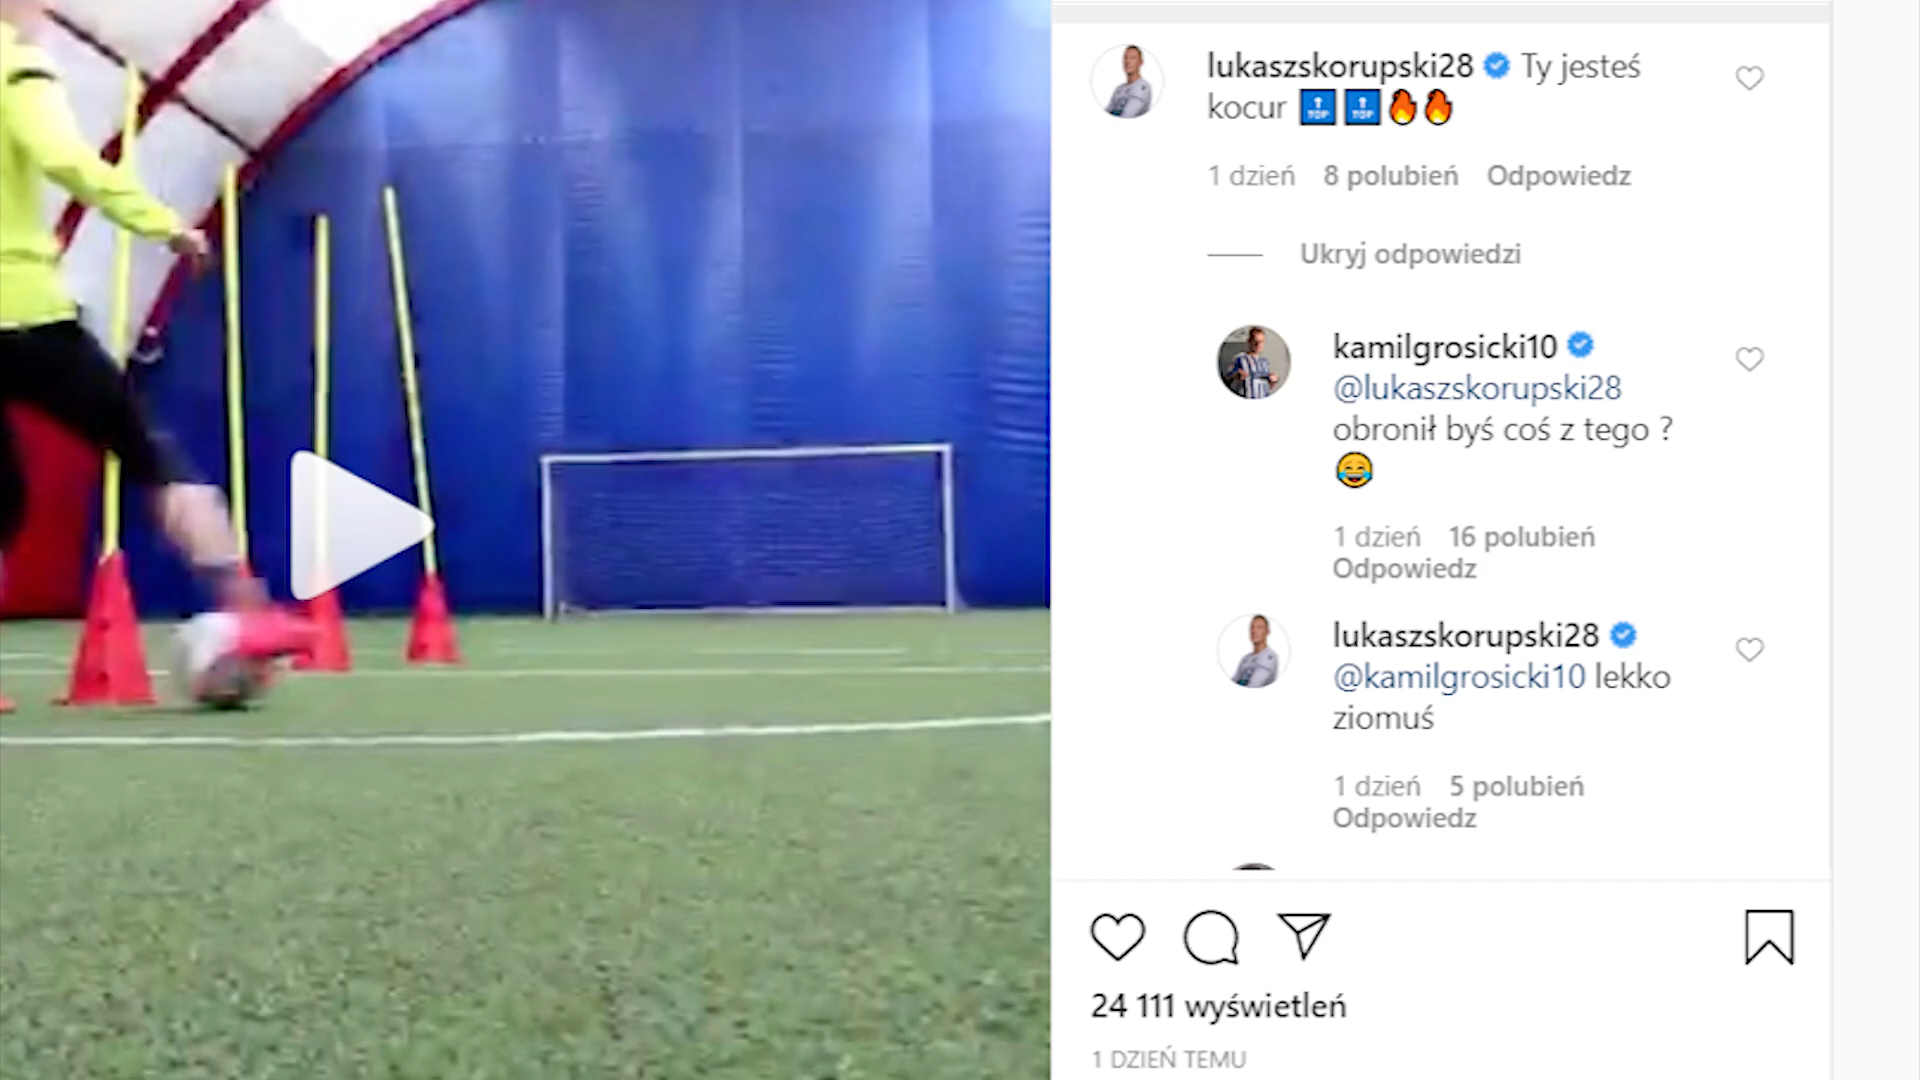 lukaszskorupski28 Ty jesteś
kocur 🔝🔝🔥🔥
1 dzień 8 polubień Odpowiedz
Ukryj odpowiedzi
kamilgrosicki10
@lukaszskorupski28
obronił byś coś z tego ?
😂
1 dzień 16 polubień
Odpowiedz
lukaszskorupski28
@kamilgrosicki10 lekko
ziomuś
1 dzień 5 polubień
Odpowiedz
24 111 wyświetleń
1 DZIEŃ TEMU